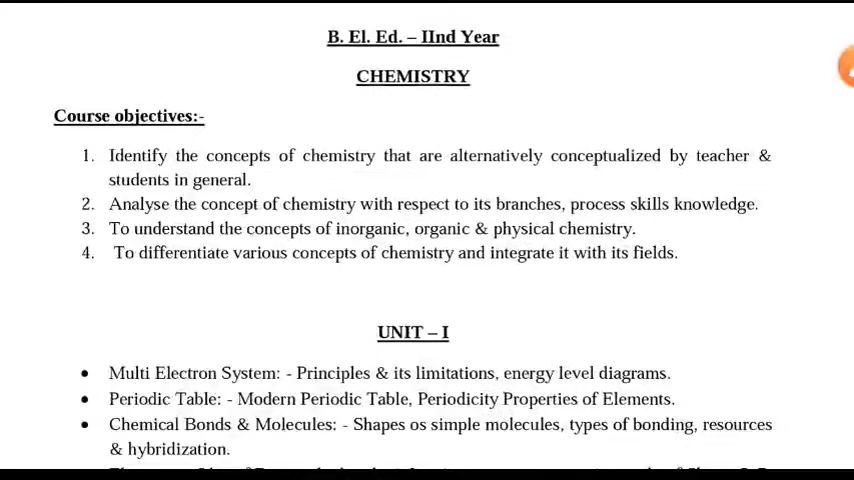 B. El. Ed. – IInd Year
CHEMISTRY
Course objectives:-
1. Identify the concepts of chemistry that are alternatively conceptualized by teacher &
students in general.
2. Analyse the concept of chemistry with respect to its branches, process skills knowledge.
3. To understand the concepts of inorganic, organic & physical chemistry.
4. To differentiate various concepts of chemistry and integrate it with its fields.
UNIT – I
• Multi Electron System: - Principles & its limitations, energy level diagrams.
• Periodic Table: - Modern Periodic Table, Periodicity Properties of Elements.
• Chemical Bonds & Molecules: - Shapes os simple molecules, types of bonding, resources
& hybridization.